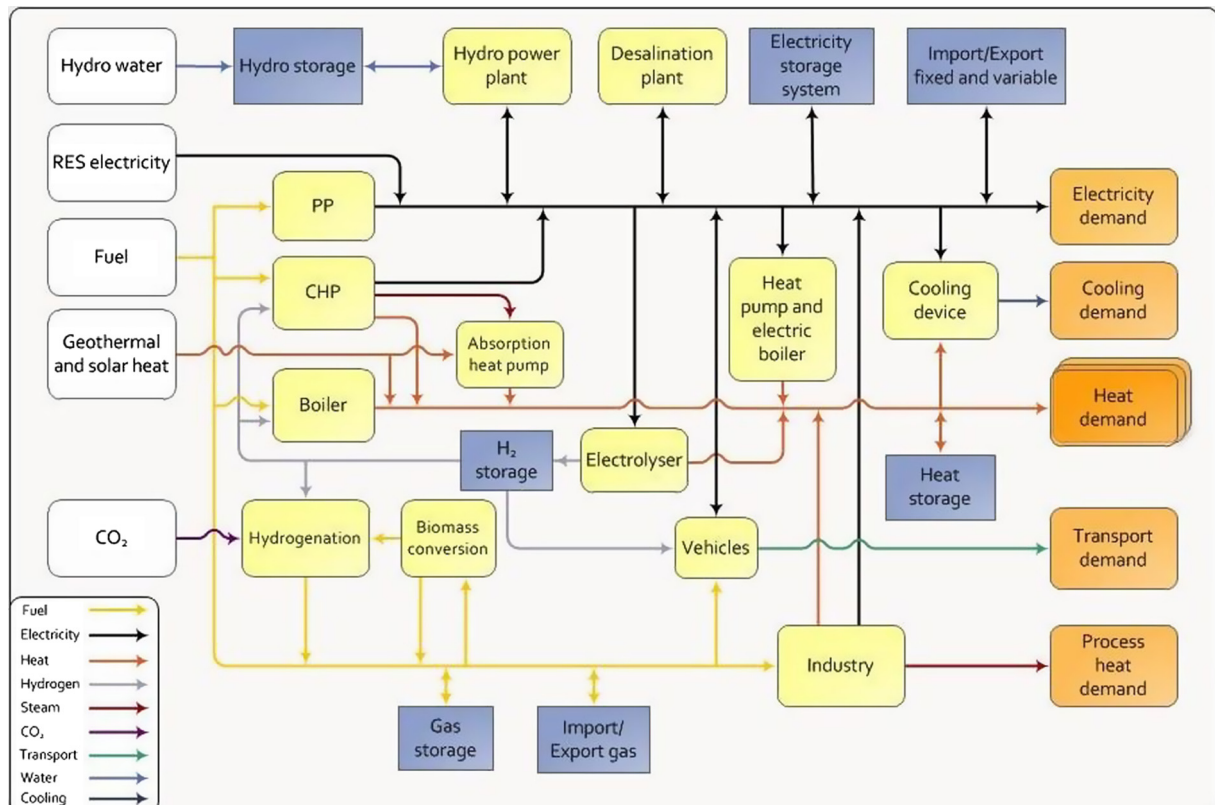 Hydro water
Hydro storage
Hydro power
plant
Desalination
plant
Electricity
storage
system
Import/Export
fixed and variable
RES electricity
PP
Electricity
demand
Fuel
CHP
Heat
pump and
electric
boiler
Cooling
device
Cooling
demand
Geothermal
and solar heat
Absorption
heat pump
Boiler
Heat
demand
H₂
storage
Electrolyser
Heat
storage
CO₂
Hydrogenation
Biomass
conversion
Vehicles
Transport
demand
Industry
Process
heat
demand
Gas
storage
Import/
Export gas
Fuel
Electricity
Heat
Hydrogen
Steam
CO₂
Transport
Water
Cooling